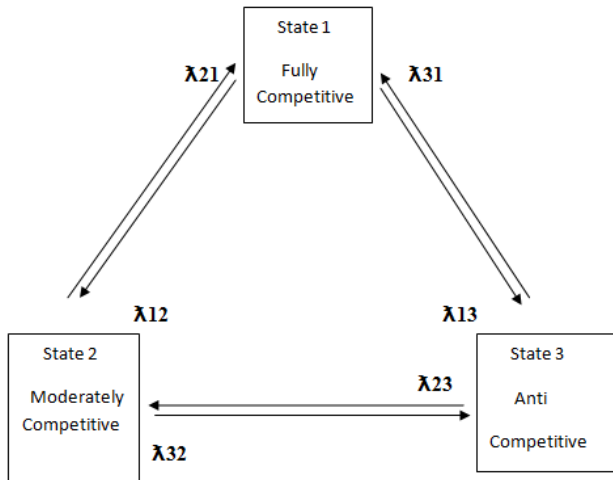 State 1
Fully
Competitive
ƛ21
ƛ31
ƛ12
ƛ13
State 2
Moderately
Competitive
State 3
Anti
Competitive
ƛ23
ƛ32